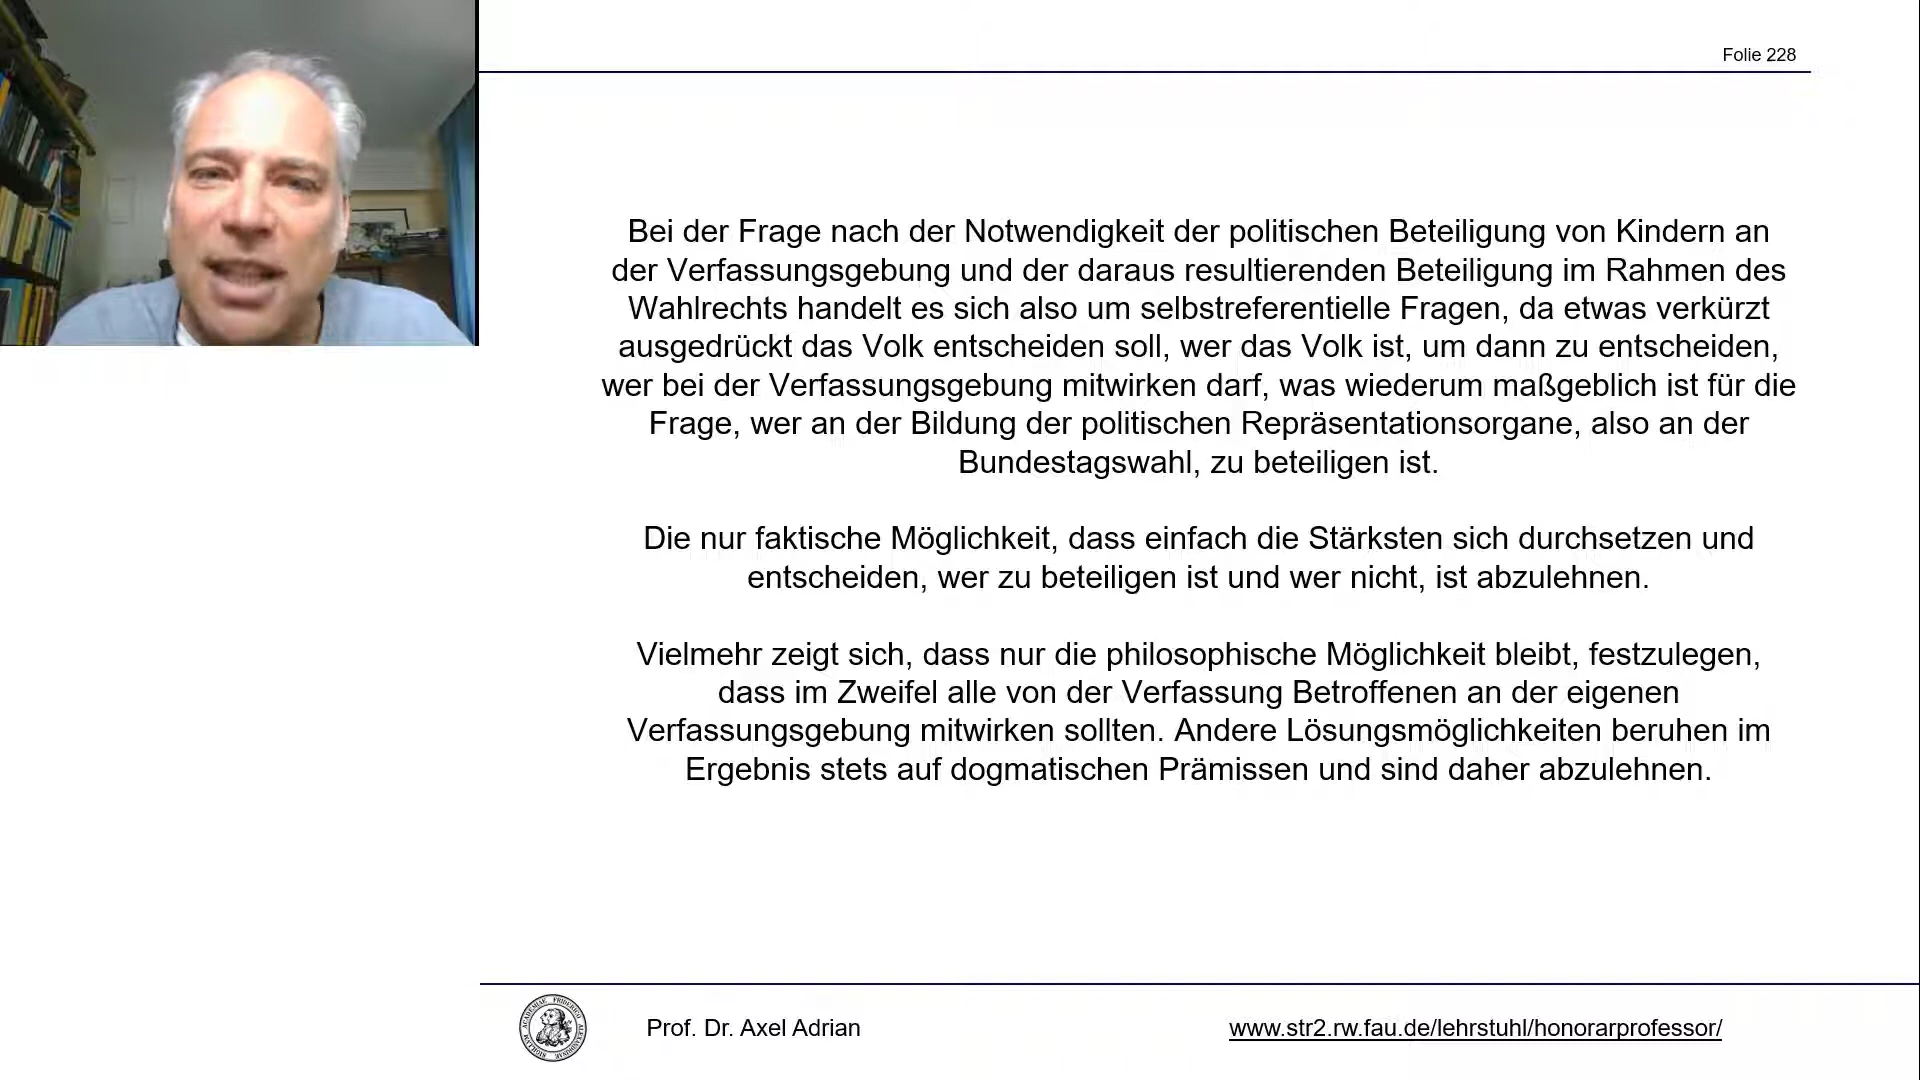 Folie 228
Bei der Frage nach der Notwendigkeit der politischen Beteiligung von Kindern an
der Verfassungsgebung und der daraus resultierenden Beteiligung im Rahmen des
Wahlrechts handelt es sich also um selbstreferentielle Fragen, da etwas verkürzt
ausgedrückt das Volk entscheiden soll, wer das Volk ist, um dann zu entscheiden,
wer bei der Verfassungsgebung mitwirken darf, was wiederum maßgeblich ist für die
Frage, wer an der Bildung der politischen Repräsentationsorgane, also an der
Bundestagswahl, zu beteiligen ist.
Die nur faktische Möglichkeit, dass einfach die Stärksten sich durchsetzen und
entscheiden, wer zu beteiligen ist und wer nicht, ist abzulehnen.
Vielmehr zeigt sich, dass nur die philosophische Möglichkeit bleibt, festzulegen,
dass im Zweifel alle von der Verfassung Betroffenen an der eigenen
Verfassungsgebung mitwirken sollten. Andere Lösungsmöglichkeiten beruhen im
Ergebnis stets auf dogmatischen Prämissen und sind daher abzulehnen.
Prof. Dr. Axel Adrian
www.str2.rw.fau.de/lehrstuhl/honorarprofessor/